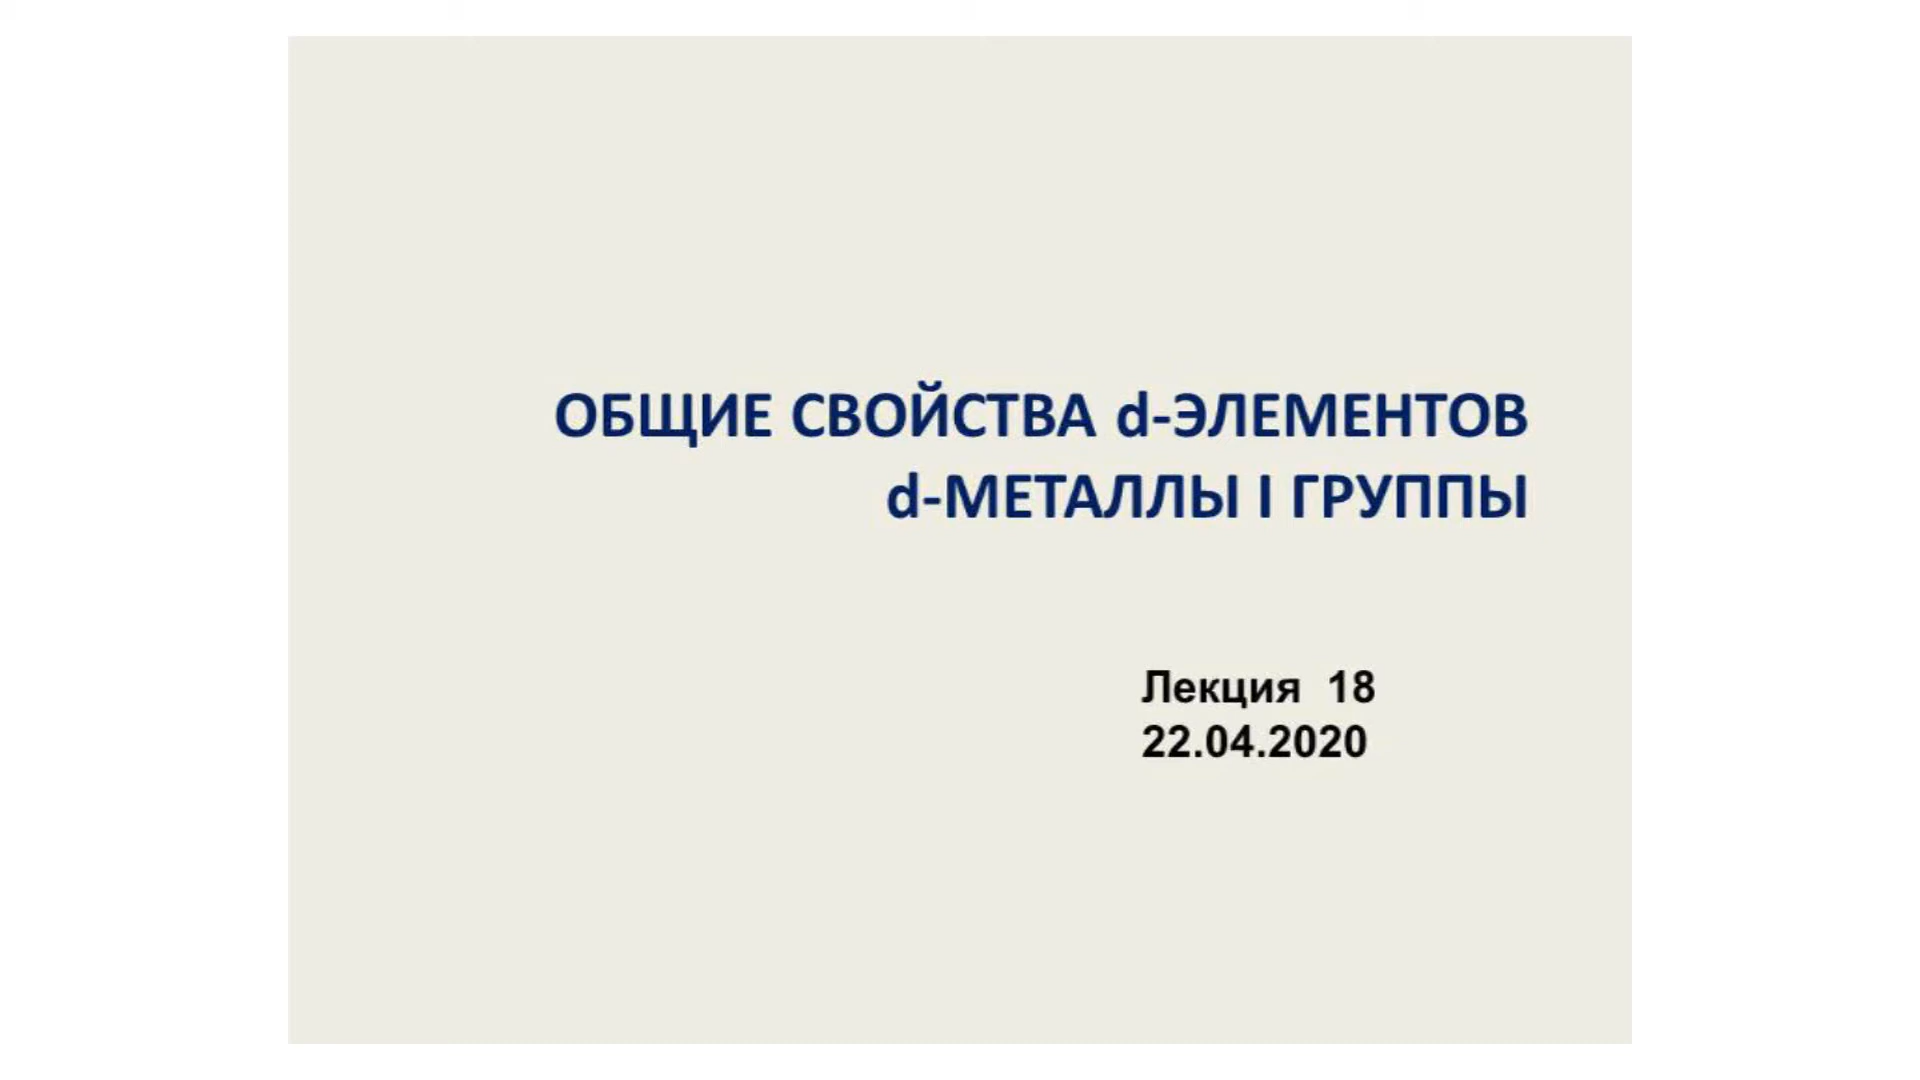 ОБЩИЕ СВОЙСТВА d-ЭЛЕМЕНТОВ
d-МЕТАЛЛЫ I ГРУППЫ
Лекция 18
22.04.2020